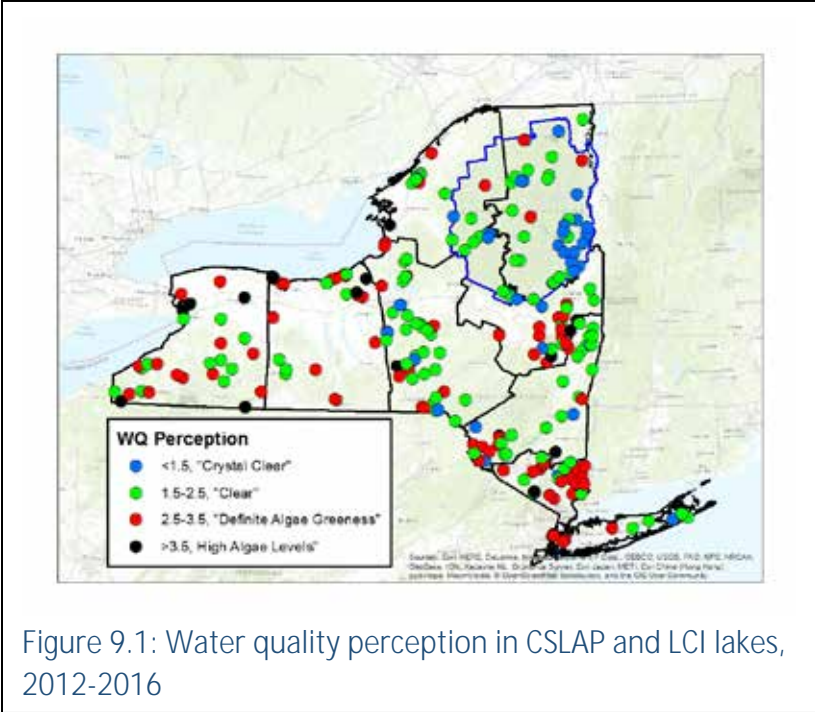 WQ Perception
<1.5, "Crystal Clear"
1.5-2.5, "Clear"
2.5-3.5, "Definite Algae Greeness"
>3.5, High Algae Levels"
Figure 9.1: Water quality perception in CSLAP and LCI lakes,
2012-2016